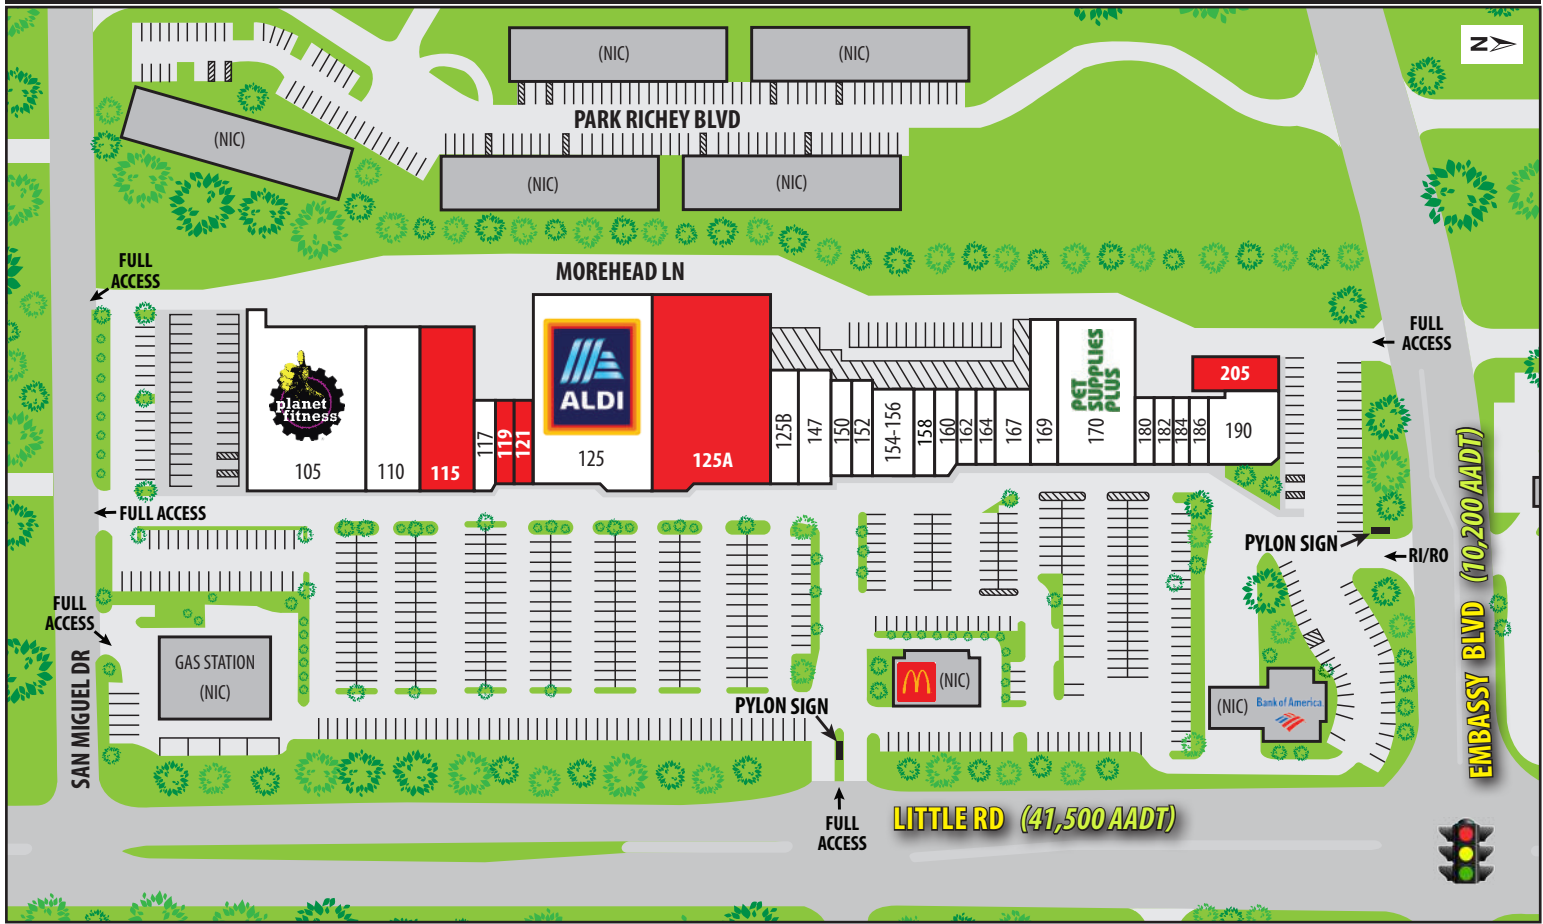 (NIC)
(NIC)
N
PARK RICHEY BLVD
(NIC)
(NIC)
(NIC)
FULL
ACCESS
MOREHEAD LN
FULL
ACCESS
planet
fitness
105
110
115
117
119
121
ALDI
125
125A
125B
147
150
152
154-156
158
160
162
164
167
169
PET
SUPPLIES
PLUS
170
180
182
184
186
190
205
FULL ACCESS
PYLON SIGN
RI/RO
FULL
ACCESS
GAS STATION
(NIC)
SAN MIGUEL DR
PYLON SIGN
(NIC)
(NIC)
Bank of America
EMBASSY BLVD (10,200 AADT)
FULL
ACCESS
LITTLE RD (41,500 AADT)